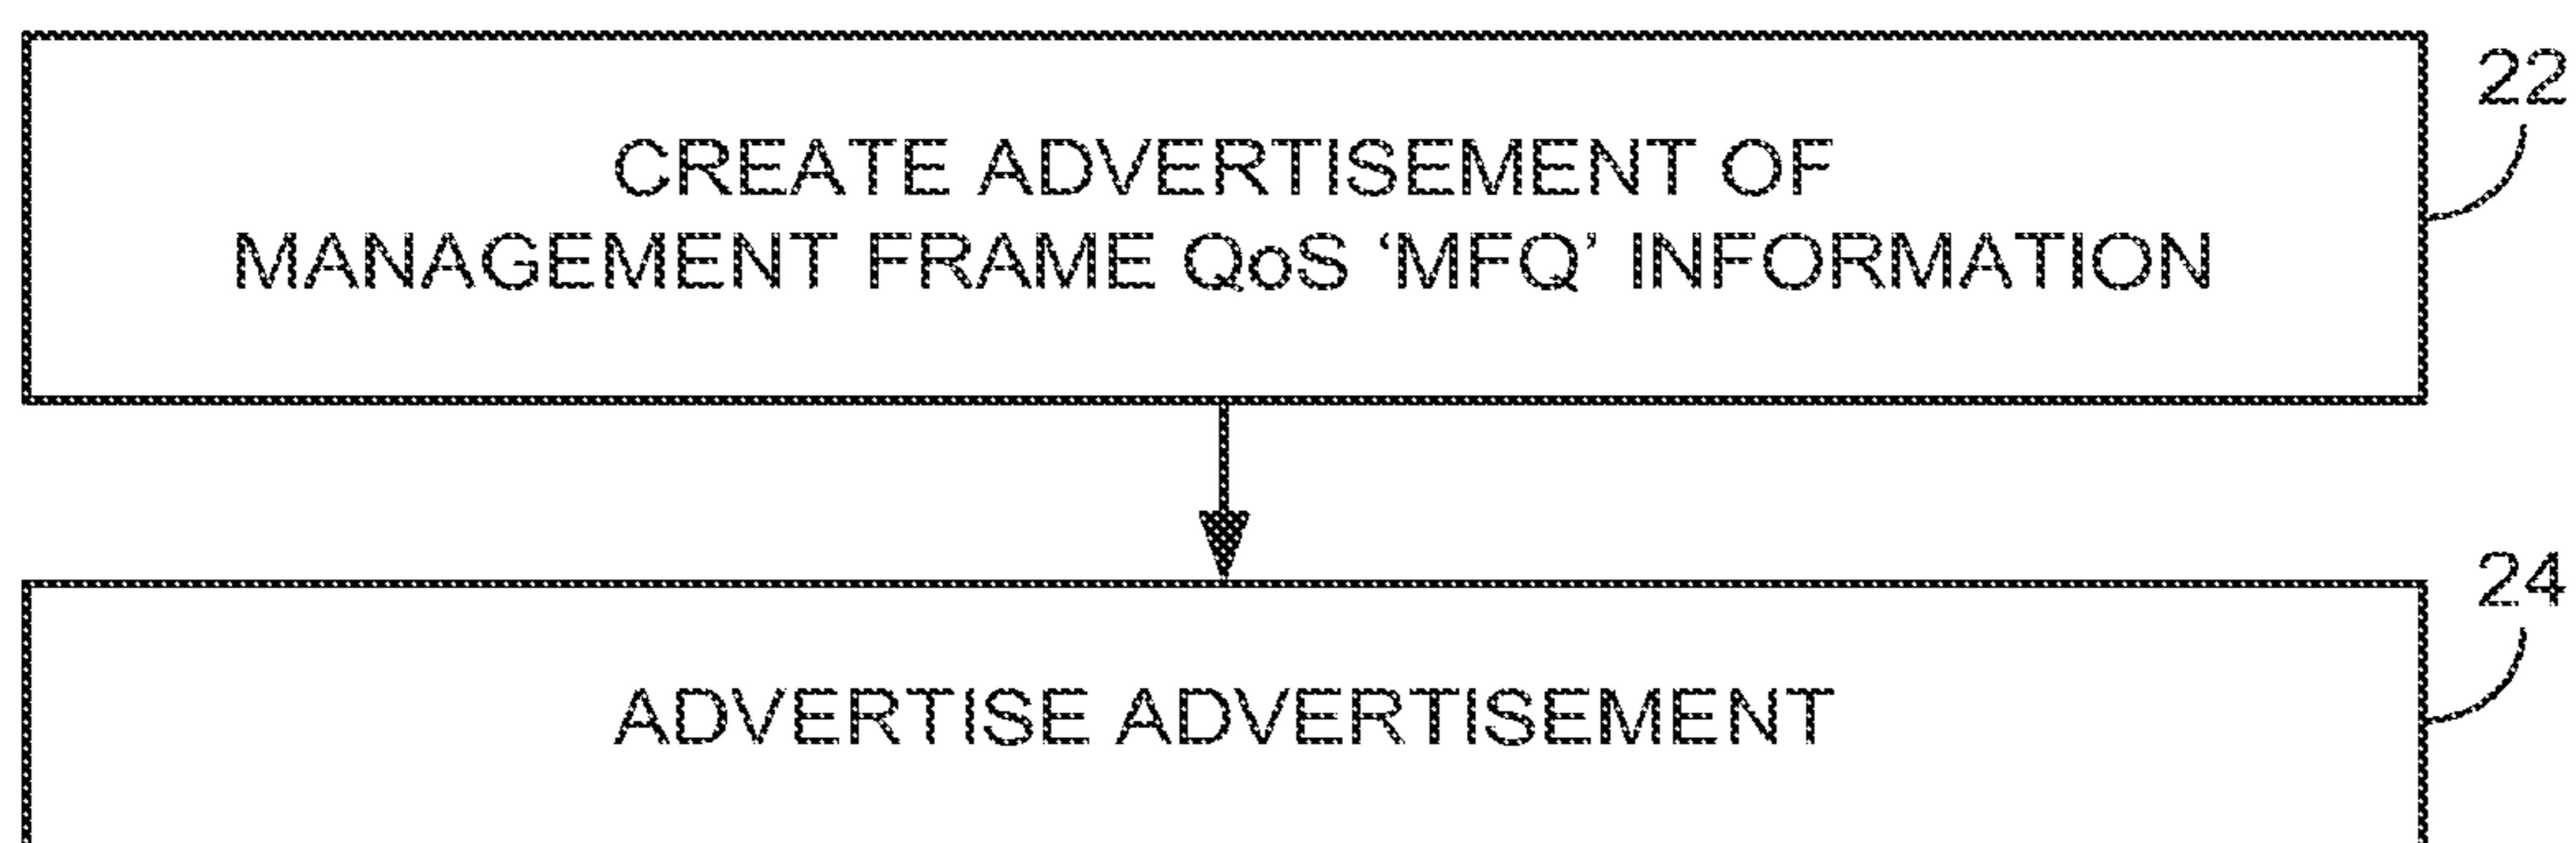 22
CREATE ADVERTISEMENT OF
MANAGEMENT FRAME QoS ‘MFQ’ INFORMATION
24
ADVERTISE ADVERTISEMENT